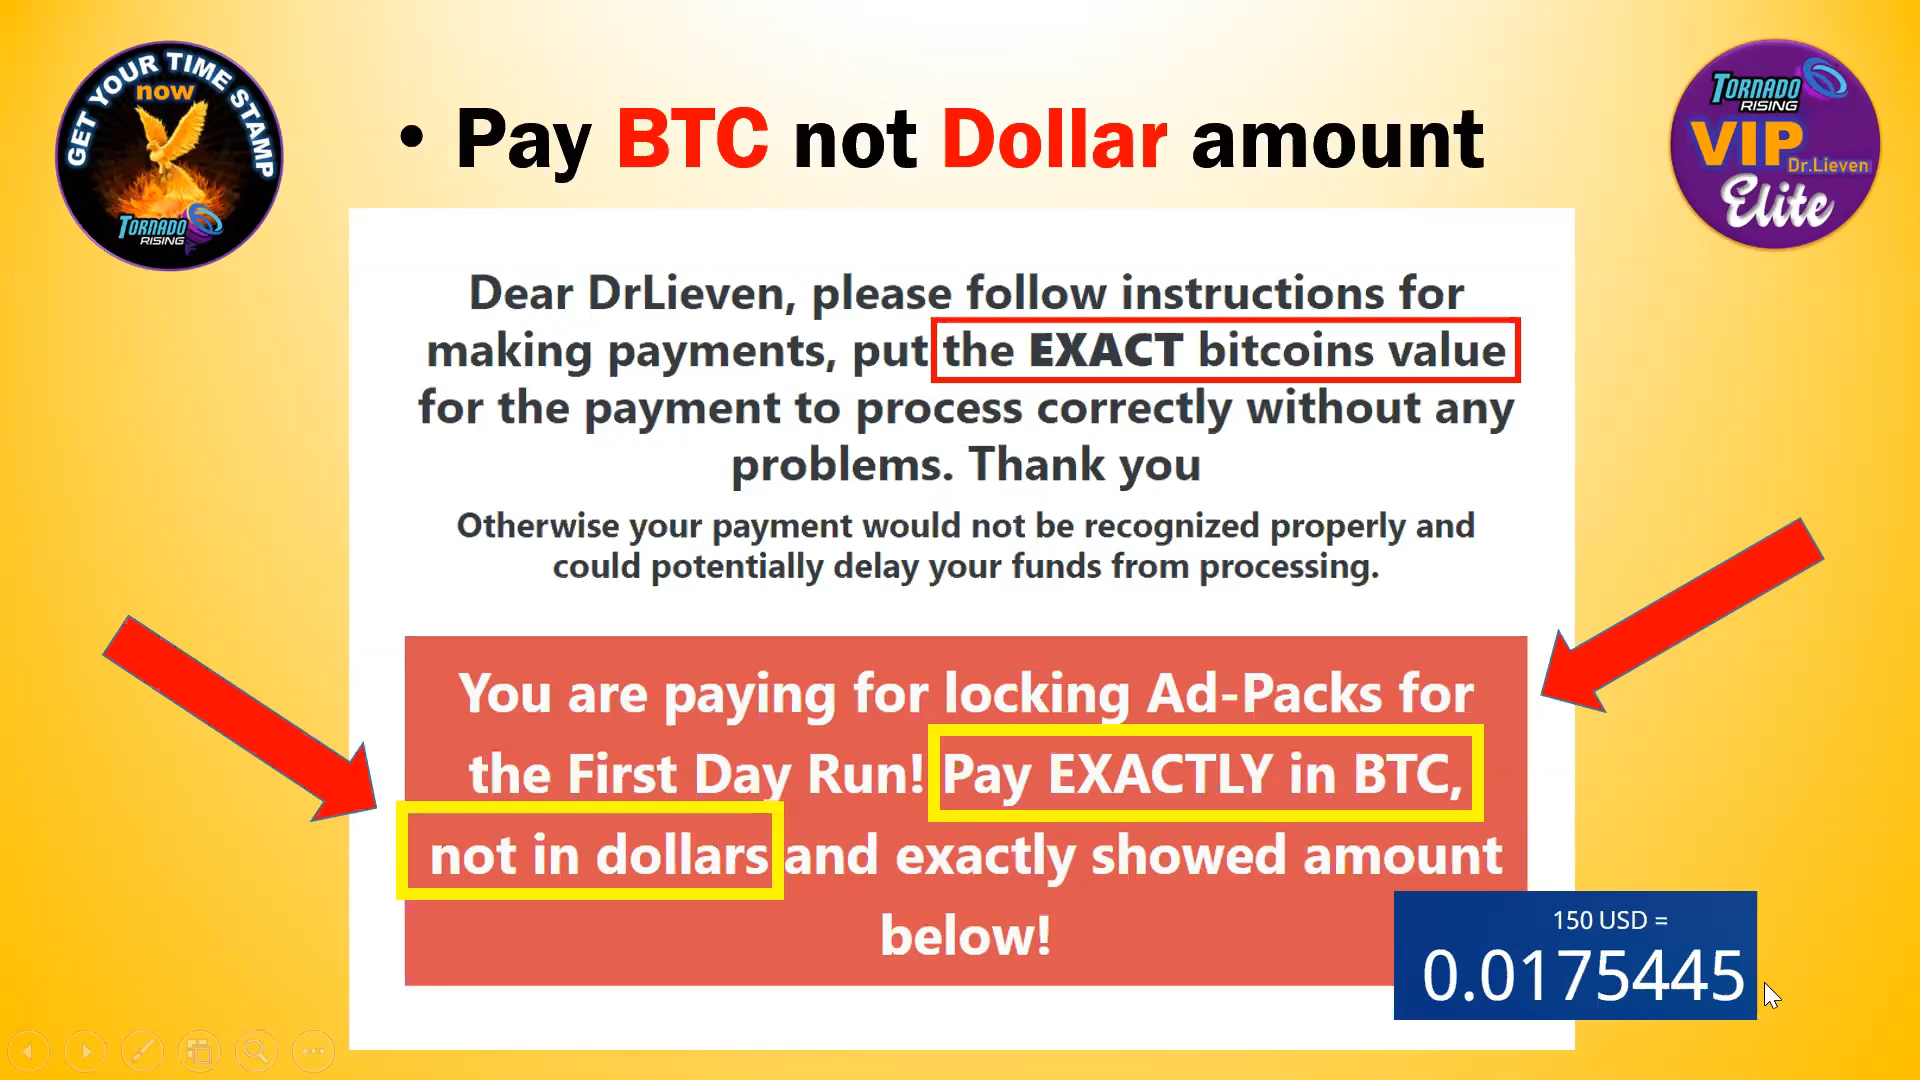 GET YOUR TIME STAMP
now
TORNADO
RISING
• Pay BTC not Dollar amount
TORNADO
RISING
VIP
Dr.Lieven
Elite
Dear DrLieven, please follow instructions for
making payments, put the EXACT bitcoins value
for the payment to process correctly without any
problems. Thank you
Otherwise your payment would not be recognized properly and
could potentially delay your funds from processing.
You are paying for locking Ad-Packs for
the First Day Run! Pay EXACTLY in BTC,
not in dollars and exactly showed amount
below!
150 USD =
0.0175445